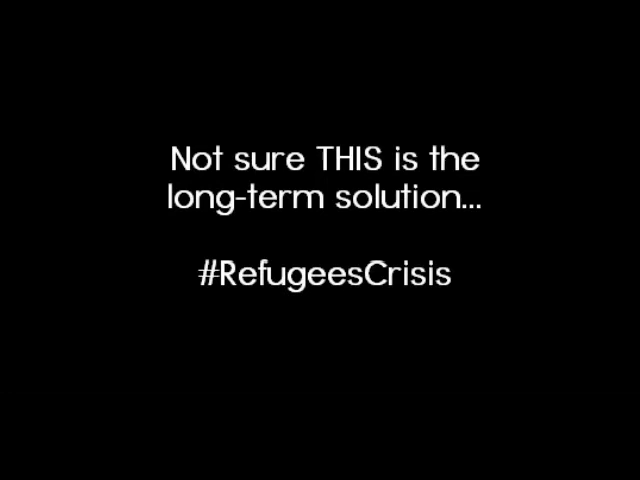 Not sure THIS is the
long-term solution...
#RefugeesCrisis